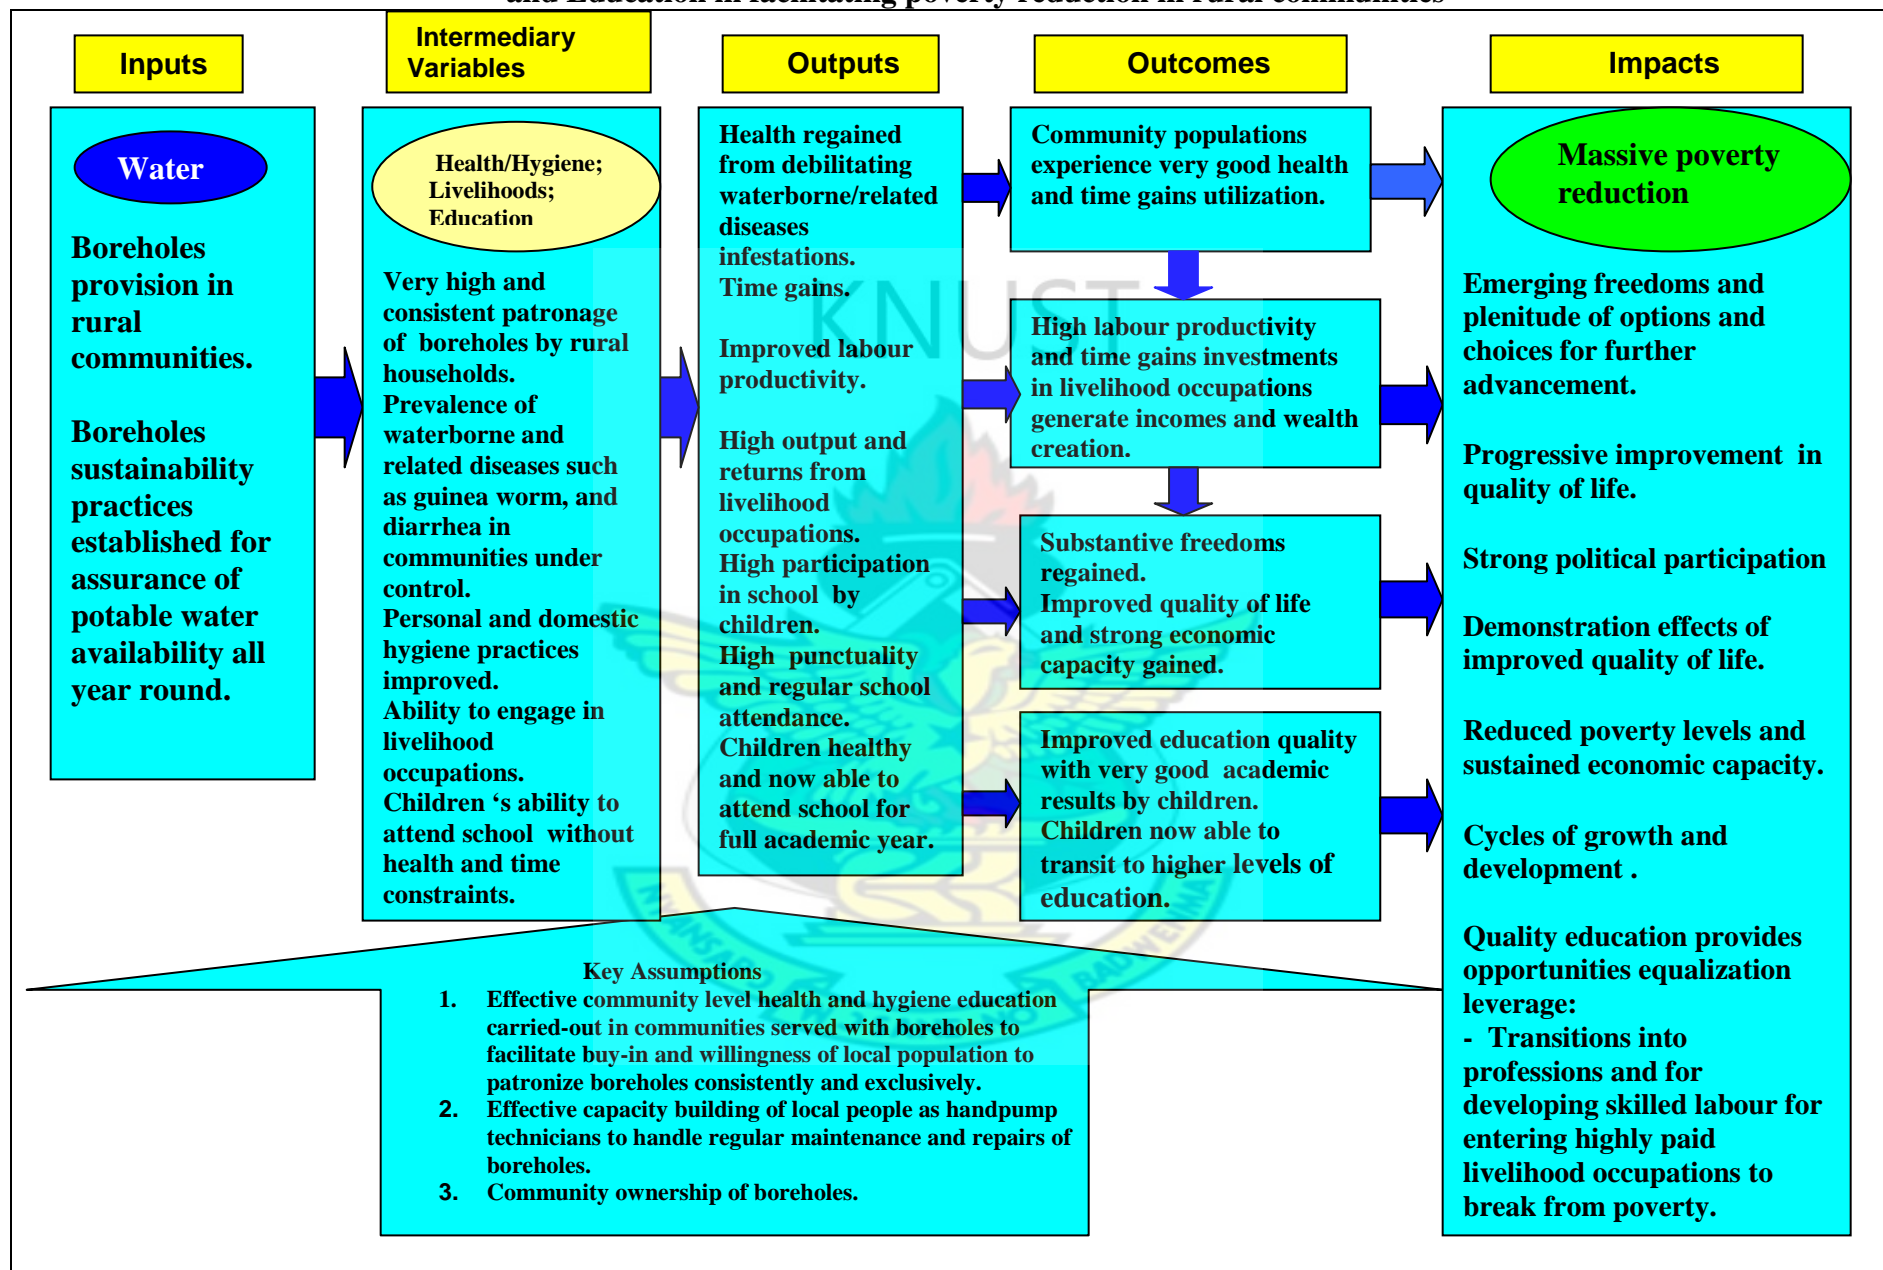 and Education in facilitating poverty reduction in rural communities
Inputs
Intermediary
Variables
Outputs
Outcomes
Impacts
Water
Boreholes
provision in
rural
communities.
Boreholes
sustainability
practices
established for
assurance of
potable water
availability all
year round.
Health/Hygiene;
Livelihoods;
Education
Very high and
consistent patronage
of boreholes by rural
households.
Prevalence of
waterborne and
related diseases such
as guinea worm, and
diarrhea in
communities under
control.
Personal and domestic
hygiene practices
improved.
Ability to engage in
livelihood
occupations.
Children ‘s ability to
attend school without
health and time
constraints.
Health regained
from debilitating
waterborne/related
diseases
infestations.
Time gains.
Improved labour
productivity.
High output and
returns from
livelihood
occupations.
High participation
in school by
children.
High punctuality
and regular school
attendance.
Children healthy
and now able to
attend school for
full academic year.
Community populations
experience very good health
and time gains utilization.
High labour productivity
and time gains investments
in livelihood occupations
generate incomes and wealth
creation.
Substantive freedoms
regained.
Improved quality of life
and strong economic
capacity gained.
Improved education quality
with very good academic
results by children.
Children now able to
transit to higher levels of
education.
Massive poverty
reduction
Emerging freedoms and
plenitude of options and
choices for further
advancement.
Progressive improvement in
quality of life.
Strong political participation
Demonstration effects of
improved quality of life.
Reduced poverty levels and
sustained economic capacity.
Cycles of growth and
development .
Quality education provides
opportunities equalization
leverage:
- Transitions into
professions and for
developing skilled labour for
entering highly paid
livelihood occupations to
break from poverty.
Key Assumptions
1. Effective community level health and hygiene education
carried-out in communities served with boreholes to
facilitate buy-in and willingness of local population to
patronize boreholes consistently and exclusively.
2. Effective capacity building of local people as handpump
technicians to handle regular maintenance and repairs of
boreholes.
3. Community ownership of boreholes.
KNUST